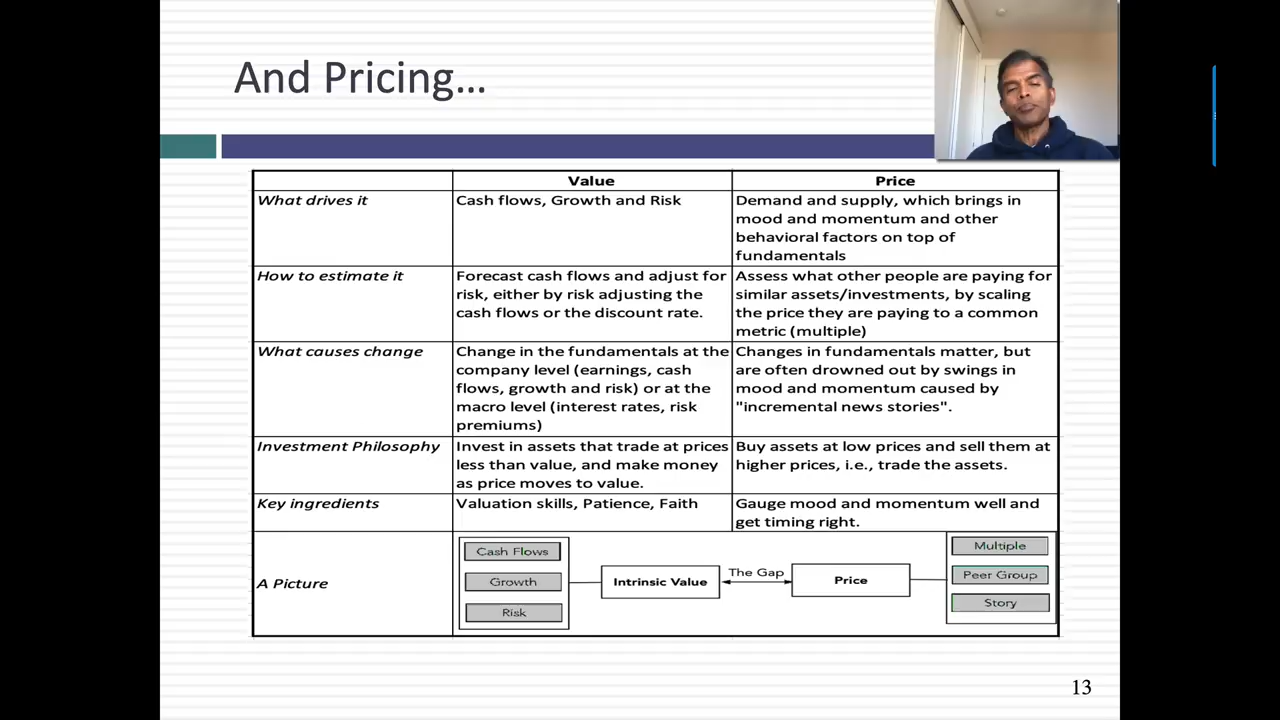 And Pricing...
Value
Price
What drives it
Cash flows, Growth and Risk
Demand and supply, which brings in
mood and momentum and other
behavioral factors on top of
fundamentals
How to estimate it
Forecast cash flows and adjust for
risk, either by risk adjusting the
cash flows or the discount rate.
Assess what other people are paying for
similar assets/investments, by scaling
the price they are paying to a common
metric (multiple)
What causes change
Change in the fundamentals at the
company level (earnings, cash
flows, growth and risk) or at the
macro level (interest rates, risk
premiums)
Changes in fundamentals matter, but
are often drowned out by swings in
mood and momentum caused by
"incremental news stories".
Investment Philosophy
Invest in assets that trade at prices
less than value, and make money
as price moves to value.
Buy assets at low prices and sell them at
higher prices, i.e., trade the assets.
Key ingredients
Valuation skills, Patience, Faith
Gauge mood and momentum well and
get timing right.
A Picture
Cash Flows
Growth
Risk
Intrinsic Value
The Gap
Price
Multiple
Peer Group
Story
13